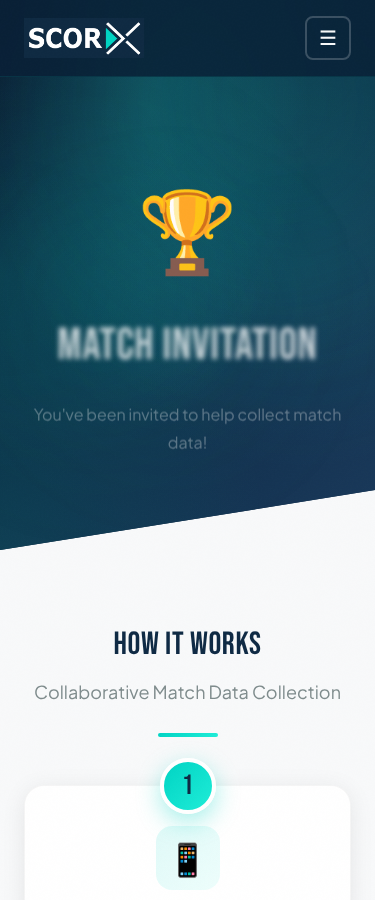 SCORX
MATCH INVITATION
You've been invited to help collect match
data!
HOW IT WORKS
Collaborative Match Data Collection
1